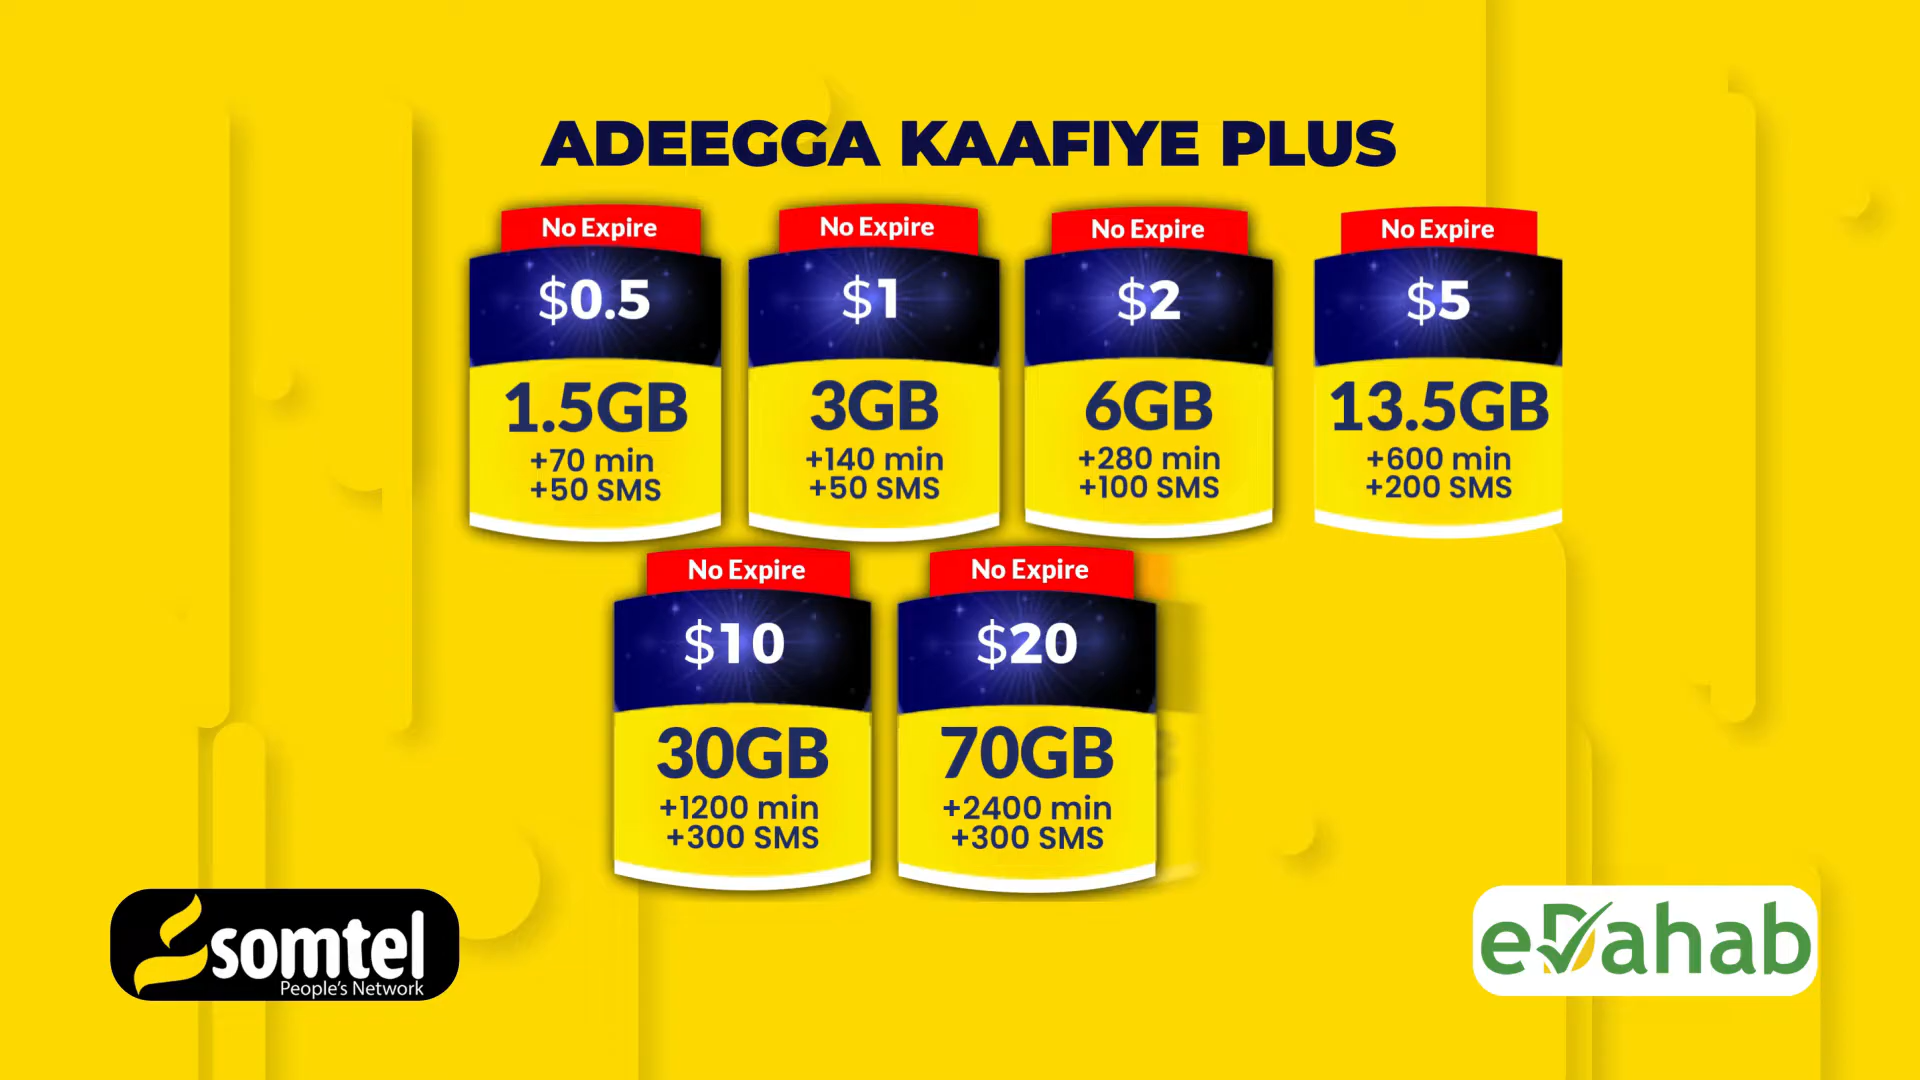 ADEEGGA KAAFIYE PLUS
No Expire
$0.5
1.5GB
+70 min
+50 SMS
No Expire
$1
3GB
+140 min
+50 SMS
No Expire
$2
6GB
+280 min
+100 SMS
No Expire
$5
13.5GB
+600 min
+200 SMS
No Expire
$10
30GB
+1200 min
+300 SMS
No Expire
$20
70GB
+2400 min
+300 SMS
somtel
People's Network
eDahab